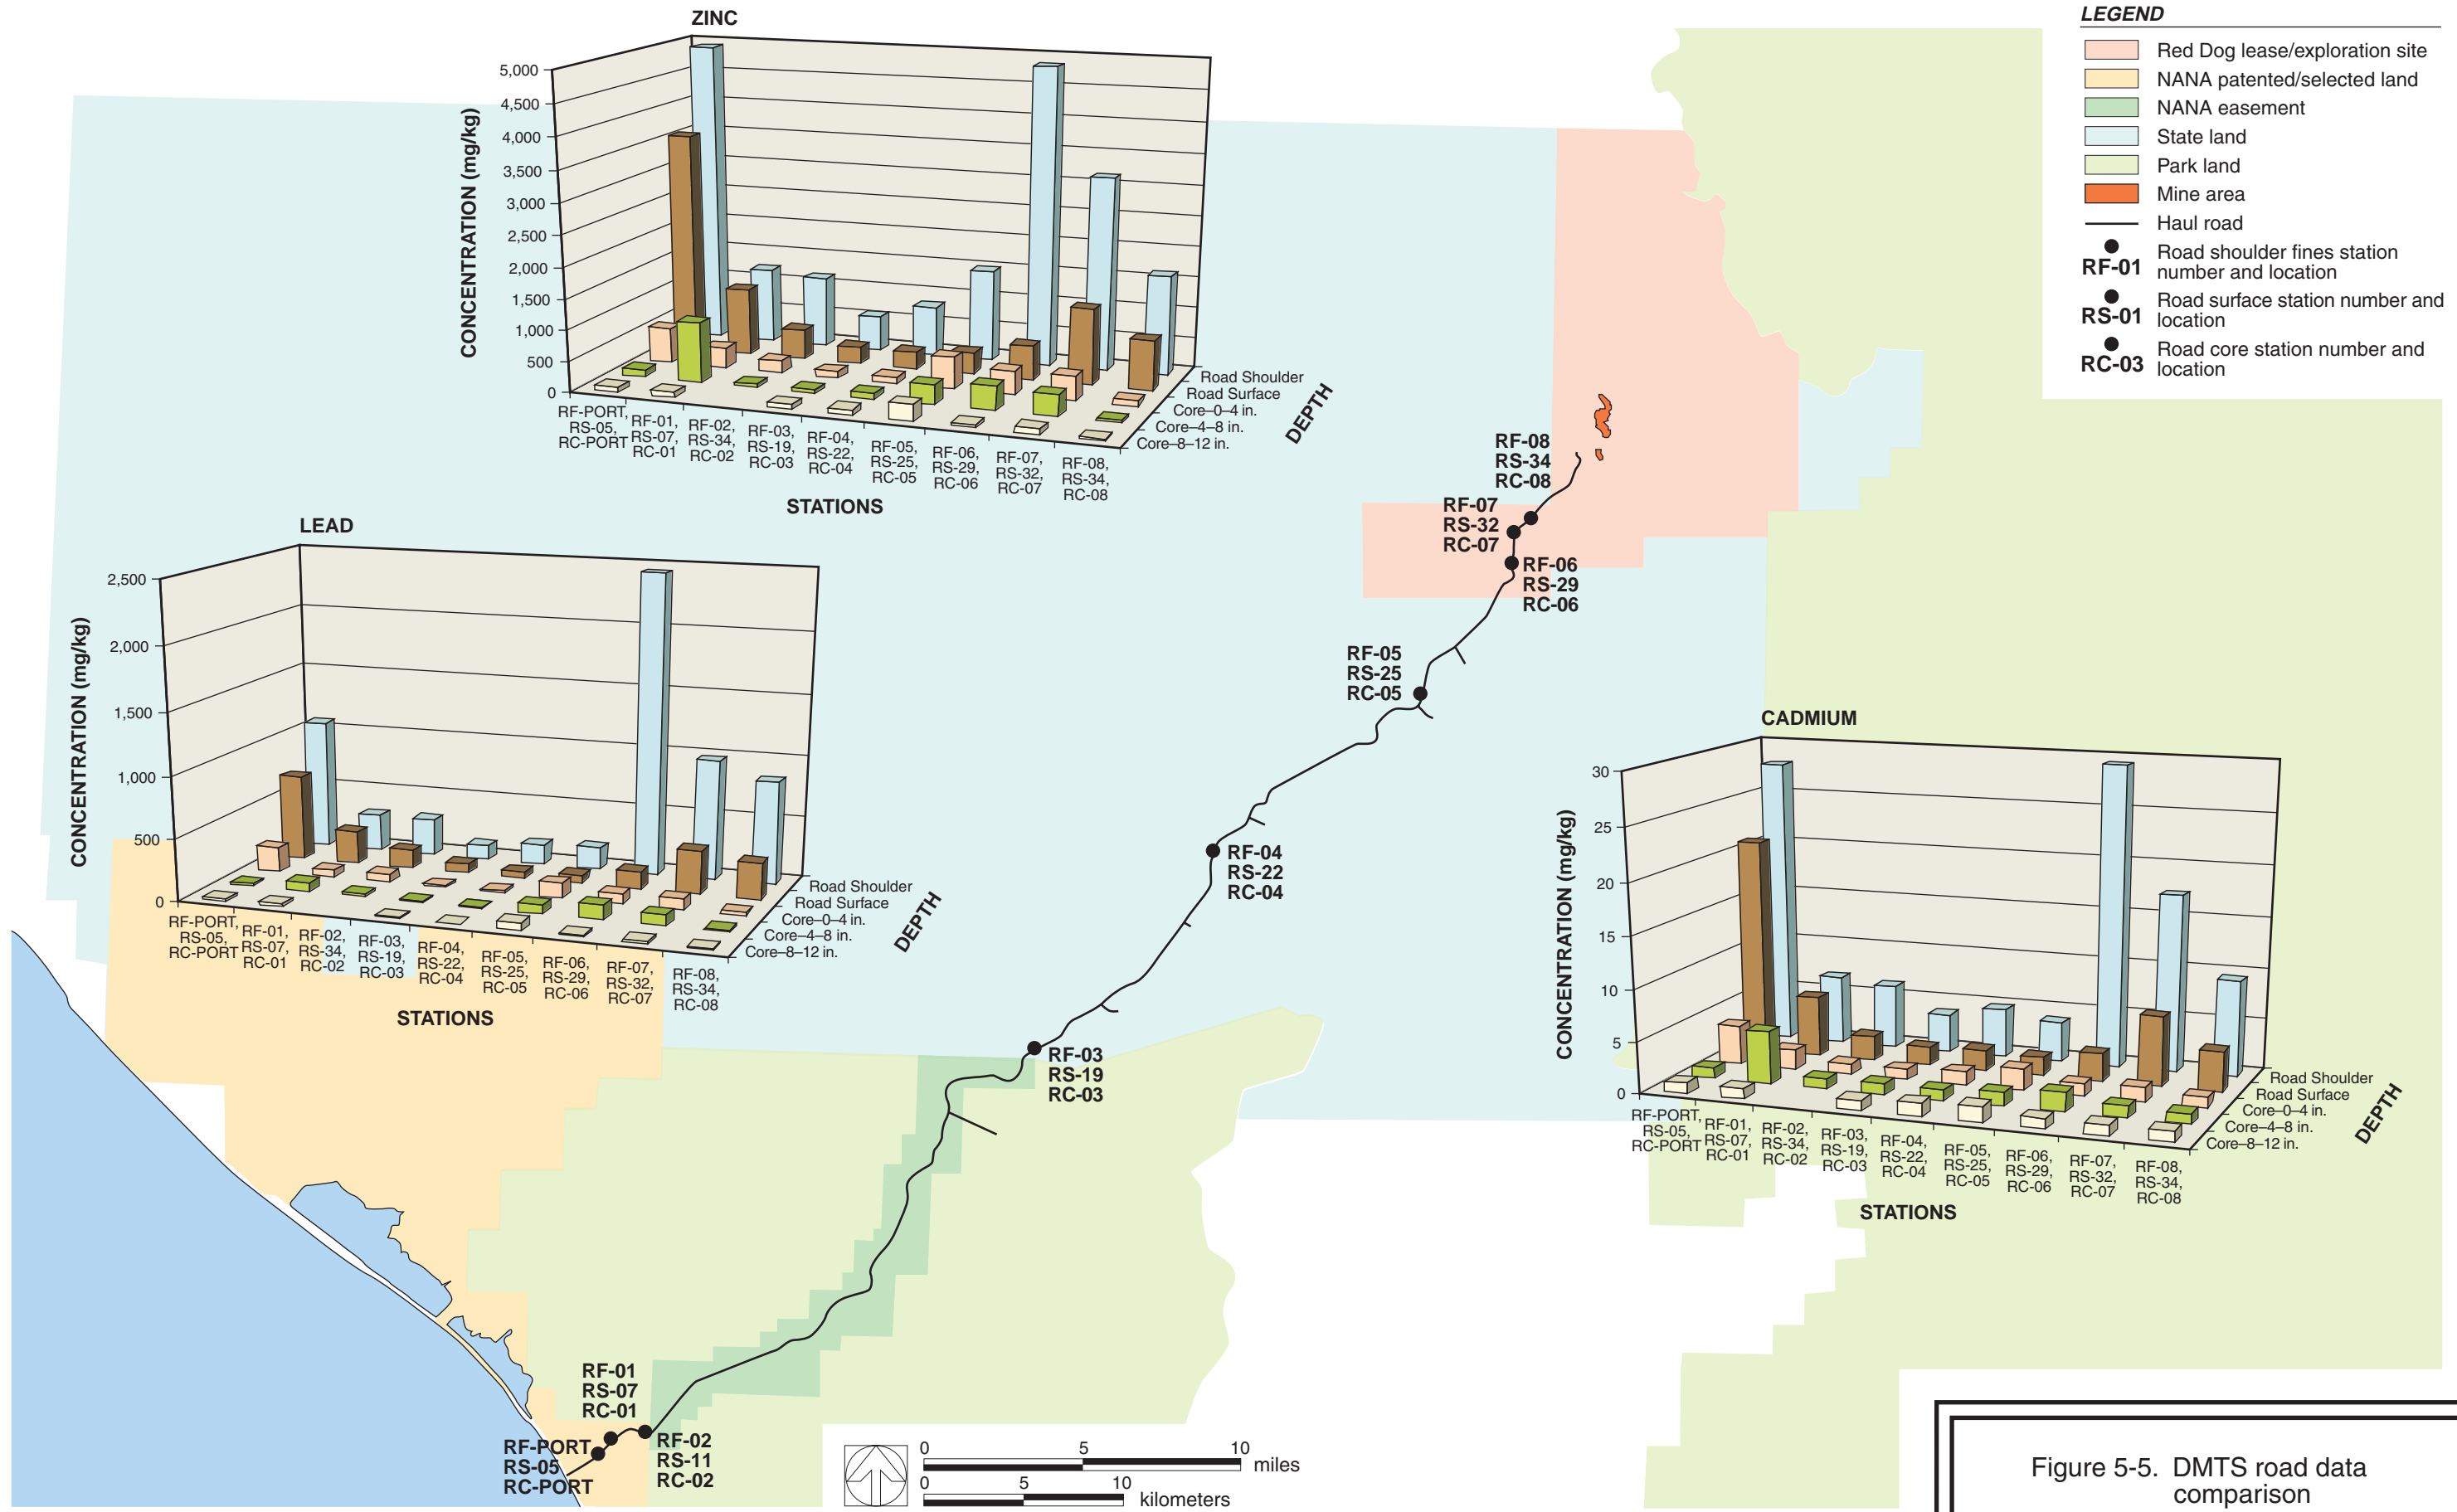 ZINC
CONCENTRATION (mg/kg)
5,000
4,500
4,000
3,500
3,000
2,500
2,000
1,500
1,000
500
0
RF-PORT,
RS-05,
RC-PORT
RF-01,
RS-07,
RC-01
RF-02,
RS-34,
RC-02
RF-03,
RS-19,
RC-03
RF-04,
RS-22,
RC-04
RF-05,
RS-25,
RC-05
RF-06,
RS-29,
RC-06
RF-07,
RS-32,
RC-07
RF-08,
RS-34,
RC-08
STATIONS
Road Shoulder
Road Surface
Core–0–4 in.
Core–4–8 in.
Core–8–12 in.
DEPTH
LEGEND
Red Dog lease/exploration site
NANA patented/selected land
NANA easement
State land
Park land
Mine area
Haul road
RF-01
Road shoulder fines station
number and location
RS-01
Road surface station number and
location
RC-03
Road core station number and
location
LEAD
CONCENTRATION (mg/kg)
2,500
2,000
1,500
1,000
500
0
RF-PORT,
RS-05,
RC-PORT
RF-01,
RS-07,
RC-01
RF-02,
RS-34,
RC-02
RF-03,
RS-19,
RC-03
RF-04,
RS-22,
RC-04
RF-05,
RS-25,
RC-05
RF-06,
RS-29,
RC-06
RF-07,
RS-32,
RC-07
RF-08,
RS-34,
RC-08
STATIONS
Road Shoulder
Road Surface
Core–0–4 in.
Core–4–8 in.
Core–8–12 in.
DEPTH
RF-08
RS-34
RC-08
RF-07
RS-32
RC-07
RF-06
RS-29
RC-06
RF-05
RS-25
RC-05
RF-04
RS-22
RC-04
RF-03
RS-19
RC-03
CADMIUM
CONCENTRATION (mg/kg)
30
25
20
15
10
5
0
RF-PORT,
RS-05,
RC-PORT
RF-01,
RS-07,
RC-01
RF-02,
RS-34,
RC-02
RF-03,
RS-19,
RC-03
RF-04,
RS-22,
RC-04
RF-05,
RS-25,
RC-05
RF-06,
RS-29,
RC-06
RF-07,
RS-32,
RC-07
RF-08,
RS-34,
RC-08
STATIONS
Road Shoulder
Road Surface
Core–0–4 in.
Core–4–8 in.
Core–8–12 in.
DEPTH
RF-01
RS-07
RC-01
RF-PORT
RS-05
RC-PORT
RF-02
RS-11
RC-02
0 5 10
miles
0 5 10
kilometers
Figure 5-5. DMTS road data
comparison